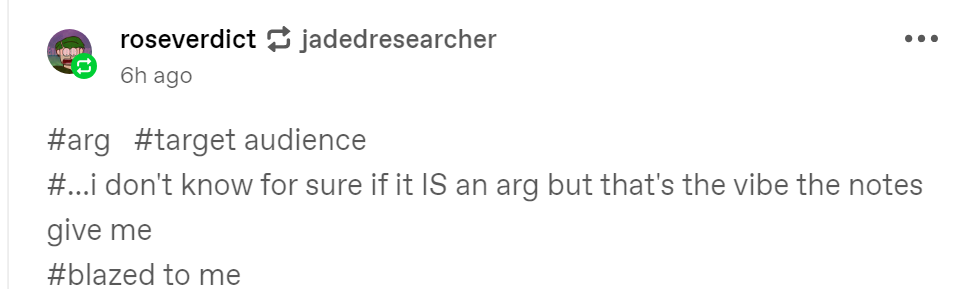 roseverdict jadedresearcher
6h ago
#arg #target audience
#...i don't know for sure if it IS an arg but that's the vibe the notes
give me
#blazed to me